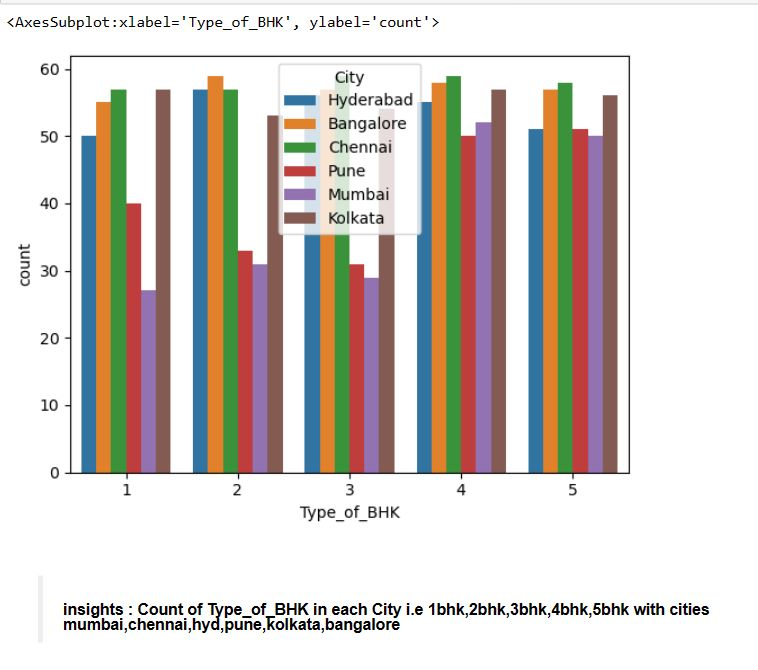 <AxesSubplot:xlabel='Type_of_BHK', ylabel='count'>
City
Hyderabad
Bangalore
Chennai
Pune
Mumbai
Kolkata
60
50
40
30
20
10
0
count
1 2 3 4 5
Type_of_BHK
insights : Count of Type_of_BHK in each City i.e 1bhk,2bhk,3bhk,4bhk,5bhk with cities
mumbai,chennai,hyd,pune,kolkata,bangalore